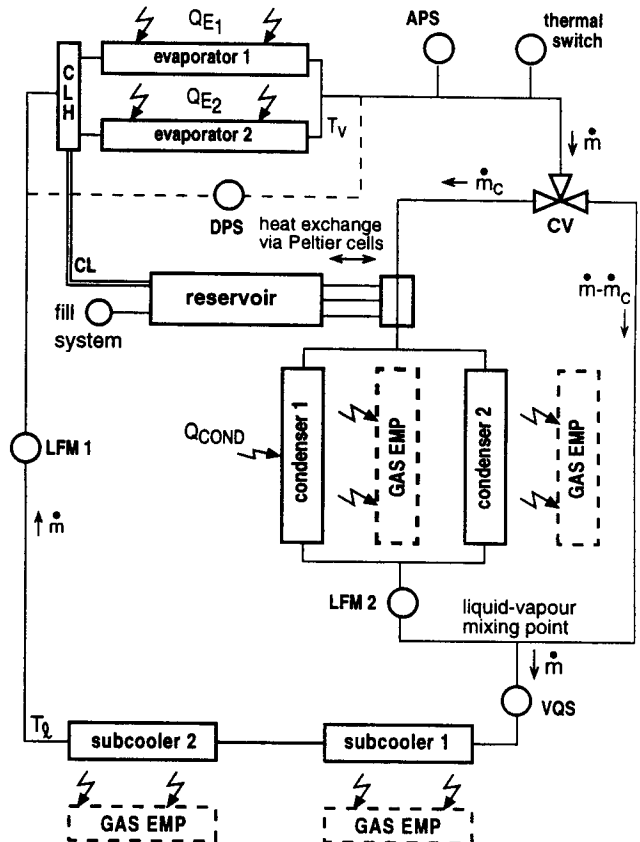 Q_E1
APS
thermal
switch
CLH
evaporator 1
Q_E2
evaporator 2
T_V
ṁ
DPS
ṁ_C
CV
heat exchange
via Peltier cells
CL
reservoir
fill
system
ṁ-ṁ_C
condenser 1
GAS EMP
condenser 2
GAS EMP
Q_COND
LFM 1
ṁ
LFM 2
liquid-vapour
mixing point
ṁ
VQS
T_ℓ
subcooler 2
subcooler 1
GAS EMP
GAS EMP